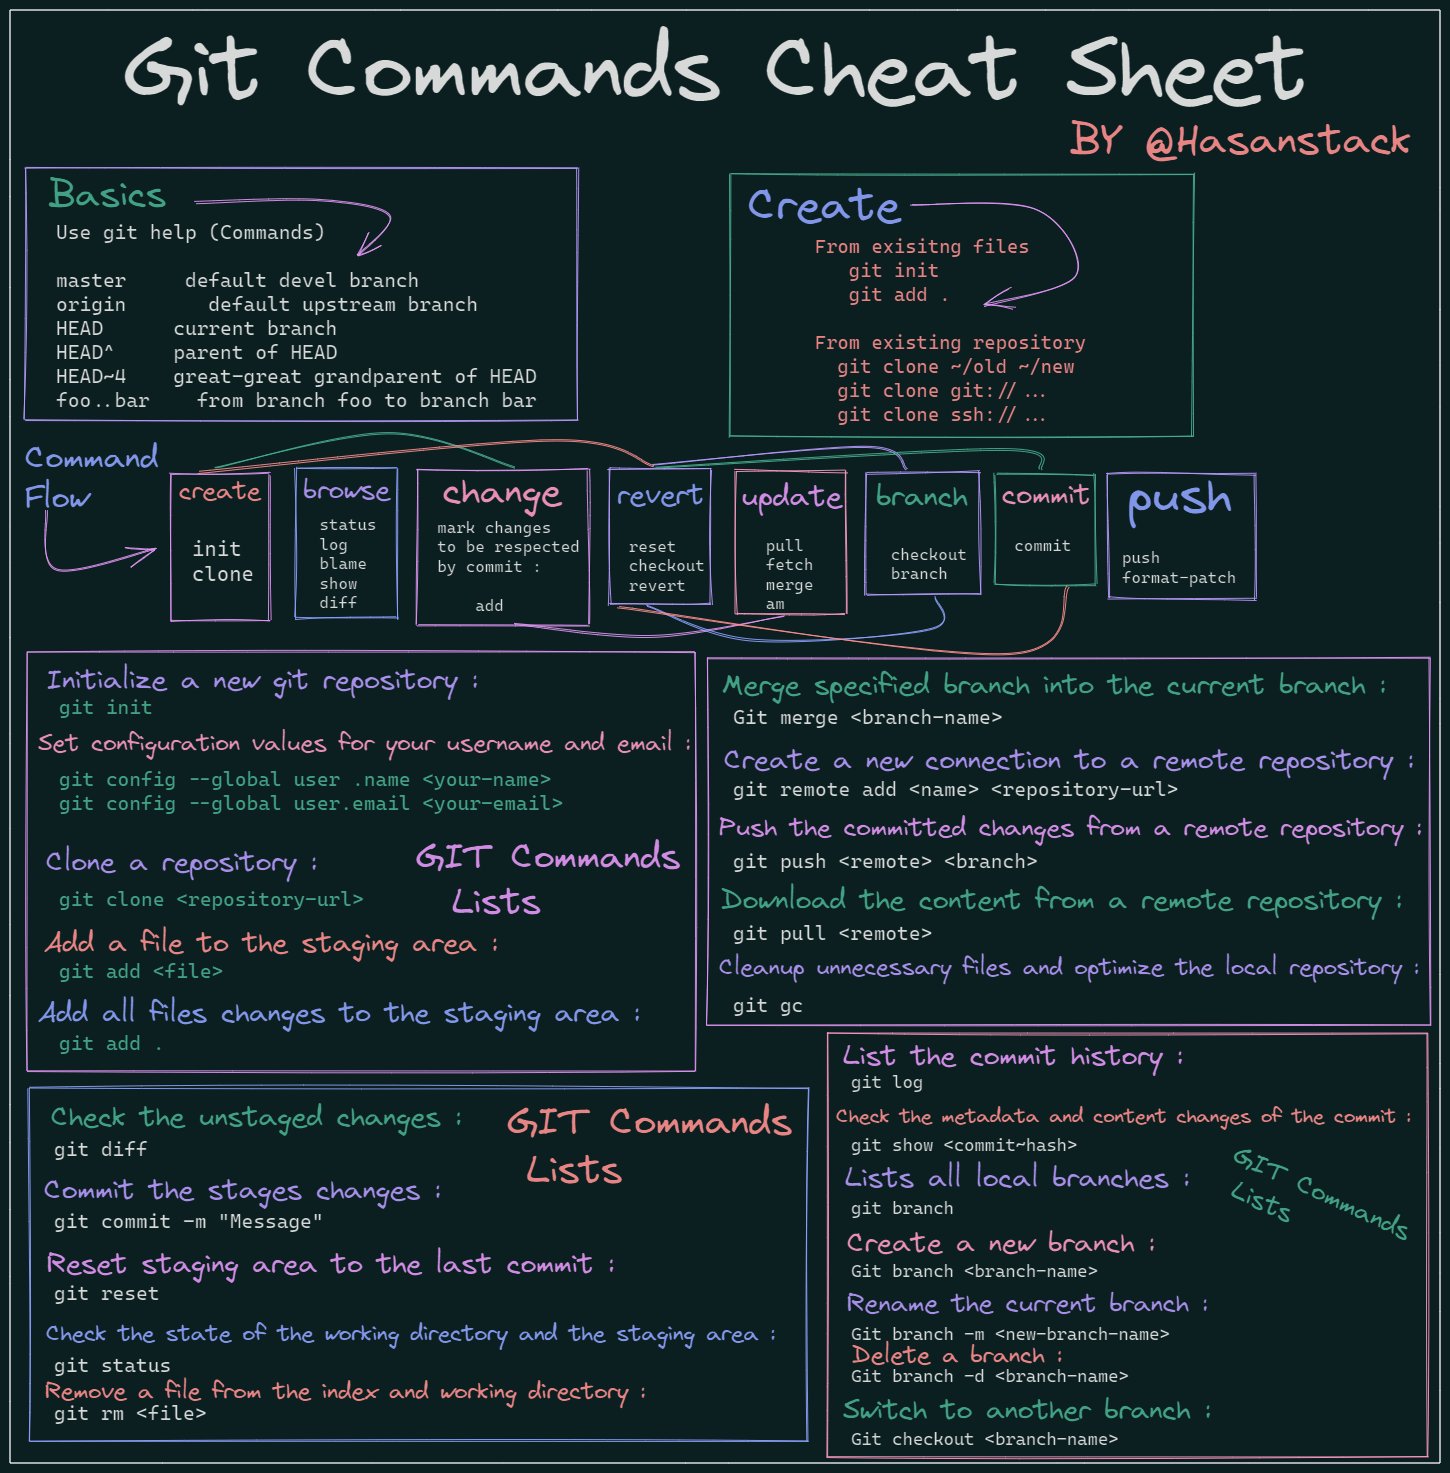 Git Commands Cheat Sheet
BY @Hasanstack
Basics
Use git help (Commands)
master default devel branch
origin default upstream branch
HEAD current branch
HEAD^ parent of HEAD
HEAD~4 great-great grandparent of HEAD
foo..bar from branch foo to branch bar
Create
From exisitng files
git init
git add .
From existing repository
git clone ~/old ~/new
git clone git://...
git clone ssh://...
Command
Flow
create
init
clone
browse
status
log
blame
show
diff
change
mark changes
to be respected
by commit :
add
revert
reset
checkout
revert
update
pull
fetch
merge
am
branch
checkout
branch
commit
commit
push
push
format-patch
Initialize a new git repository :
git init
Set configuration values for your username and email :
git config --global user .name <your-name>
git config --global user.email <your-email>
Clone a repository :
git clone <repository-url>
GIT Commands
Lists
Add a file to the staging area :
git add <file>
Add all files changes to the staging area :
git add .
Merge specified branch into the current branch :
Git merge <branch-name>
Create a new connection to a remote repository :
git remote add <name> <repository-url>
Push the committed changes from a remote repository :
git push <remote> <branch>
Download the content from a remote repository :
git pull <remote>
Cleanup unnecessary files and optimize the local repository :
git gc
Check the unstaged changes :
git diff
GIT Commands
Lists
Commit the stages changes :
git commit -m "Message"
Reset staging area to the last commit :
git reset
Check the state of the working directory and the staging area :
git status
Remove a file from the index and working directory :
git rm <file>
List the commit history :
git log
Check the metadata and content changes of the commit :
git show <commit~hash>
Lists all local branches :
git branch
GIT Commands
Lists
Create a new branch :
Git branch <branch-name>
Rename the current branch :
Git branch -m <new-branch-name>
Delete a branch :
Git branch -d <branch-name>
Switch to another branch :
Git checkout <branch-name>